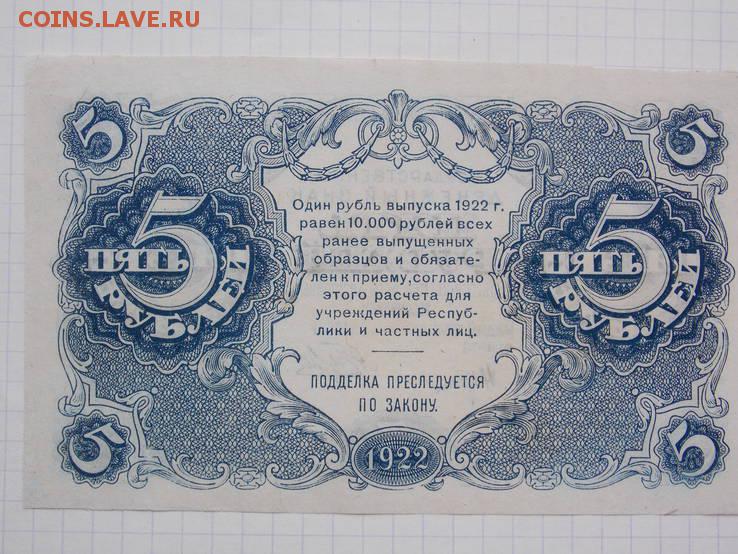 COINS.LAVE.RU
5 5
Один рубль выпуска 1922 г.
равен 10.000 рублей всех
ранее выпущенных
образцов и обязате-
лен к приему, согласно
этого расчета для
учреждений Респуб-
лики и частных лиц.
5 ПЯТЬ РУБЛЕЙ
5 ПЯТЬ РУБЛЕЙ
ПОДДЕЛКА ПРЕСЛЕДУЕТСЯ
ПО ЗАКОНУ.
5 1922 5